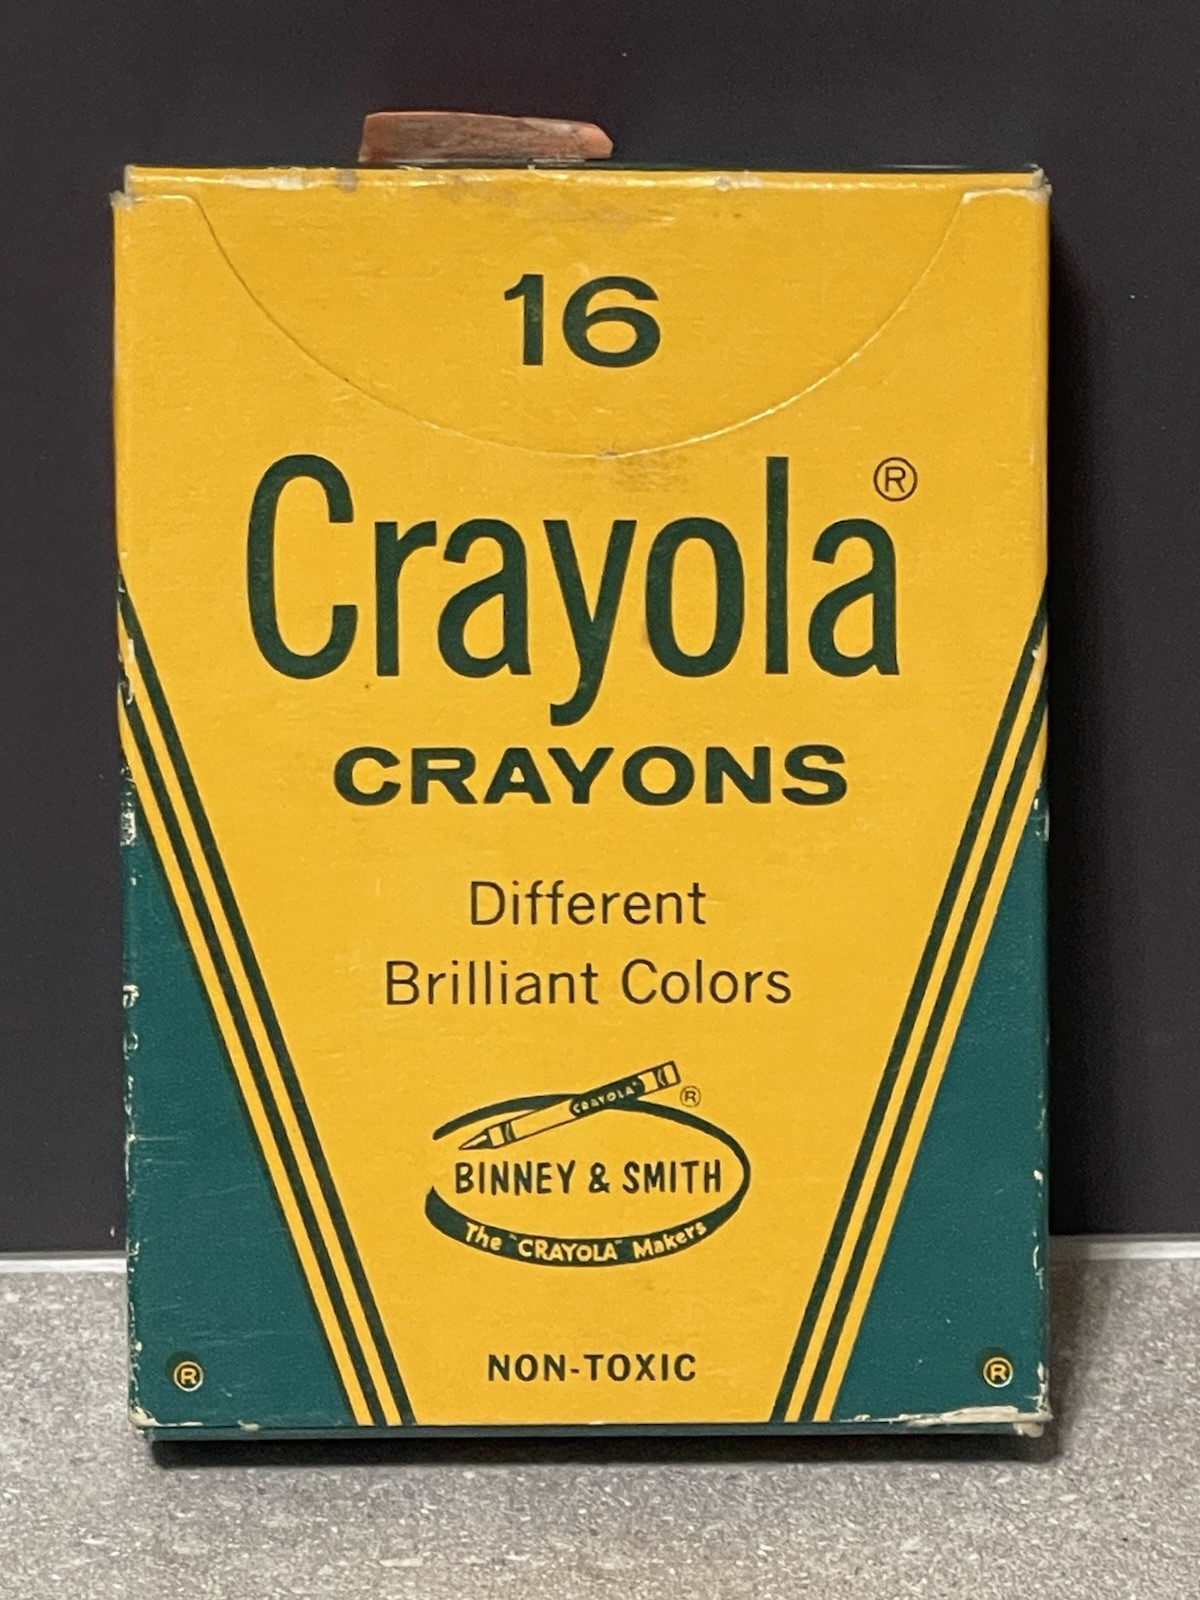 16
Crayola®
CRAYONS
Different
Brilliant Colors
CRAYOLA
®
BINNEY & SMITH
The "CRAYOLA" Makers
NON-TOXIC
® ®